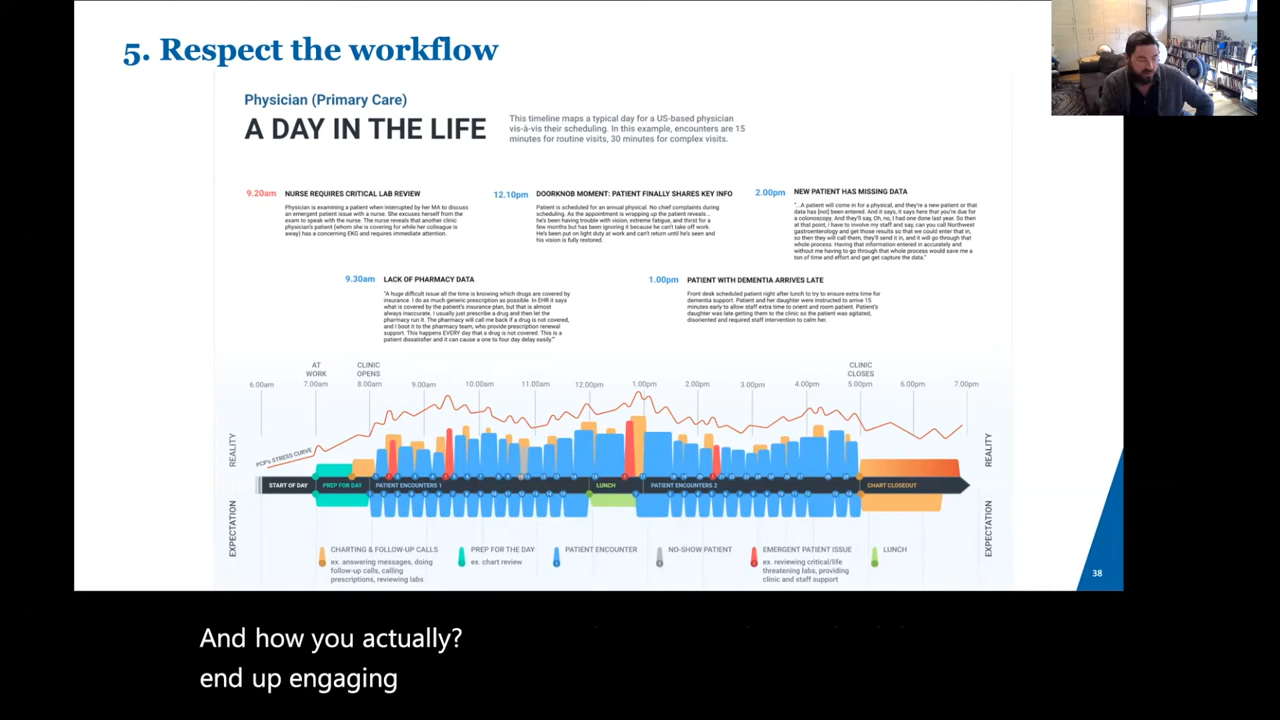 5. Respect the workflow
Physician (Primary Care)
A DAY IN THE LIFE
This timeline maps a typical day for a US-based physician
vis-à-vis their scheduling. In this example, encounters are 15
minutes for routine visits, 30 minutes for complex visits.
9.20am NURSE REQUIRES CRITICAL LAB REVIEW
Physician is examining a patient when interrupted by her MA to discuss
an emergent patient issue with a nurse. She excuses herself from the
exam to speak with the nurse. The nurse reveals that another clinic
physician's patient (whom she is covering for while her colleague is
away) has a concerning EKG and requires immediate attention.
12.10pm DOORKNOB MOMENT: PATIENT FINALLY SHARES KEY INFO
Patient is scheduled for an annual physical. No chief complaints during
scheduling. As the appointment is wrapping up the patient reveals...
he's been having trouble with vision, extreme fatigue, and thirst for a
few months but has been ignoring it because he can't take off work.
He's been put on light duty at work and can't return until he's seen and
his vision is fully restored.
2.00pm NEW PATIENT HAS MISSING DATA
"...A patient will come in for a physical, and they're a new patient or that
data has [not] been entered. And it says, it says here that you're due for
a colonoscopy. And they'll say, Oh, no, I had one done last year. So then
at that point, I have to involve my staff and say, can you call Northwest
gastroenterology and get those results so that we could enter that in,
so then they will call them, they'll send it in, and it will go through that
whole process. Having that information entered in accurately and
without me having to go through that whole process would save me a
ton of time and effort and get get capture the data."
9.30am LACK OF PHARMACY DATA
"A huge difficult issue all the time is knowing which drugs are covered by
insurance. I do as much generic prescription as possible. In EHR it says
what is covered by the patient's insurance plan, but that is almost
always inaccurate. I usually just prescribe a drug and then let the
pharmacy run it. The pharmacy will call me back if a drug is not covered,
and I boot it to the pharmacy team, who provide prescription renewal
support. This happens EVERY day that a drug is not covered. This is a
patient dissatisfier and it can cause a one to four day delay easily."
1.00pm PATIENT WITH DEMENTIA ARRIVES LATE
Front desk scheduled patient right after lunch to try to ensure extra time for
dementia support. Patient and her daughter were instructed to arrive 15
minutes early to allow staff extra time to orient and room patient. Patient's
daughter was late getting them to the clinic so the patient was agitated,
disoriented and required staff intervention to calm her.
AT
WORK
CLINIC
OPENS
CLINIC
CLOSES
6.00am 7.00am 8.00am 9.00am 10.00am 11.00am 12.00pm 1.00pm 2.00pm 3.00pm 4.00pm 5.00pm 6.00pm 7.00pm
REALITY
PCP's STRESS CURVE
REALITY
START OF DAY PREP FOR DAY PATIENT ENCOUNTERS 1 LUNCH PATIENT ENCOUNTERS 2 CHART CLOSEOUT
EXPECTATION
EXPECTATION
CHARTING & FOLLOW-UP CALLS
ex. answering messages, doing
follow-up calls, calling
prescriptions, reviewing labs
PREP FOR THE DAY
ex. chart review
PATIENT ENCOUNTER
NO-SHOW PATIENT
EMERGENT PATIENT ISSUE
ex. reviewing critical/life
threatening labs, providing
clinic and staff support
LUNCH
38
And how you actually?
end up engaging